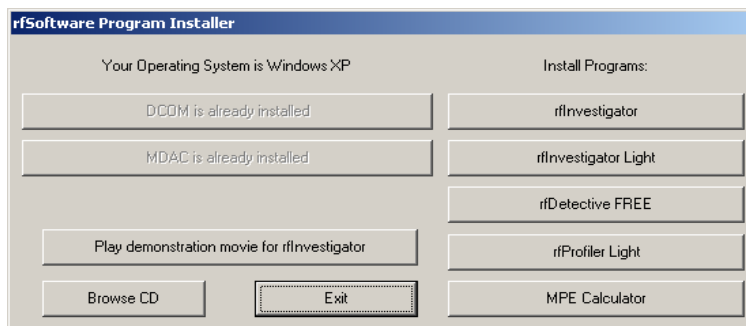 rfSoftware Program Installer
Your Operating System is Windows XP
DCOM is already installed
MDAC is already installed
Play demonstration movie for rfInvestigator
Browse CD
Exit
Install Programs:
rfInvestigator
rfInvestigator Light
rfDetective FREE
rfProfiler Light
MPE Calculator